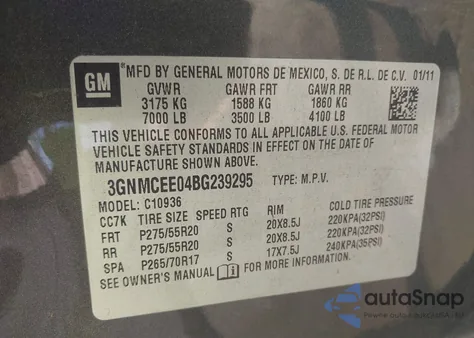 GM
MFD BY GENERAL MOTORS DE MEXICO, S. DE R.L. DE C.V. 01/11
GVWR GAWR FRT GAWR RR
3175 KG 1588 KG 1860 KG
7000 LB 3500 LB 4100 LB
THIS VEHICLE CONFORMS TO ALL APPLICABLE U.S. FEDERAL MOTOR
VEHICLE SAFETY STANDARDS IN EFFECT ON THE DATE OF
MANUFACTURE SHOWN ABOVE.
3GNMCEE04BG239295 TYPE: M.P.V.
MODEL: C10936
CC7K TIRE SIZE SPEED RTG RIM COLD TIRE PRESSURE
FRT P275/55R20 S 20X8.5J 220KPA(32PSI)
RR P275/55R20 S 20X8.5J 220KPA(32PSI)
SPA P265/70R17 S 17X7.5J 240KPA(35PSI)
SEE OWNER'S MANUAL FOR MORE INFORMATION.
autoSnap